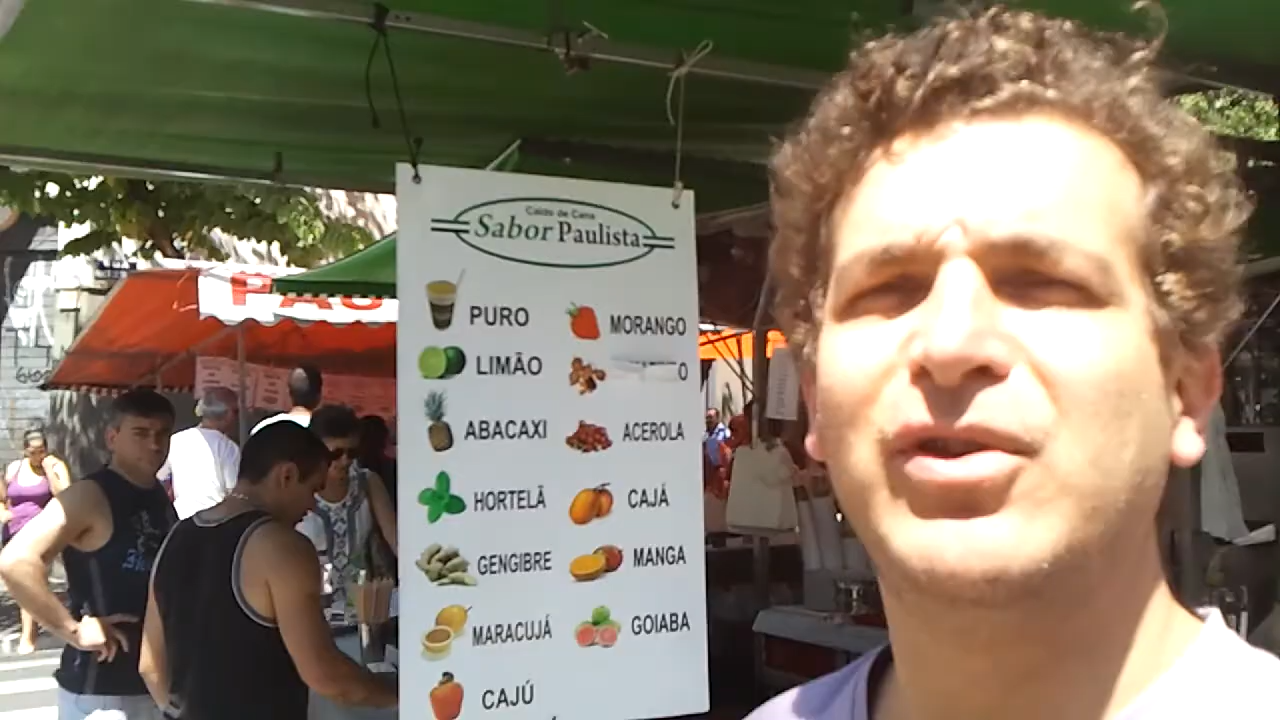 Caldo de Cana
Sabor Paulista
PURO
LIMÃO
ABACAXI
HORTELÃ
GENGIBRE
MARACUJÁ
CAJÚ
MORANGO
O
ACEROLA
CAJÁ
MANGA
GOIABA